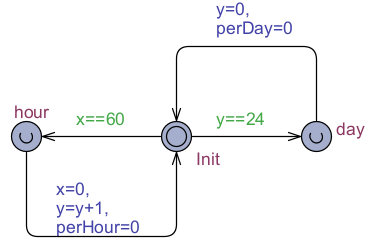 y=0,
perDay=0
hour
x==60
y==24
day
Init
x=0,
y=y+1,
perHour=0